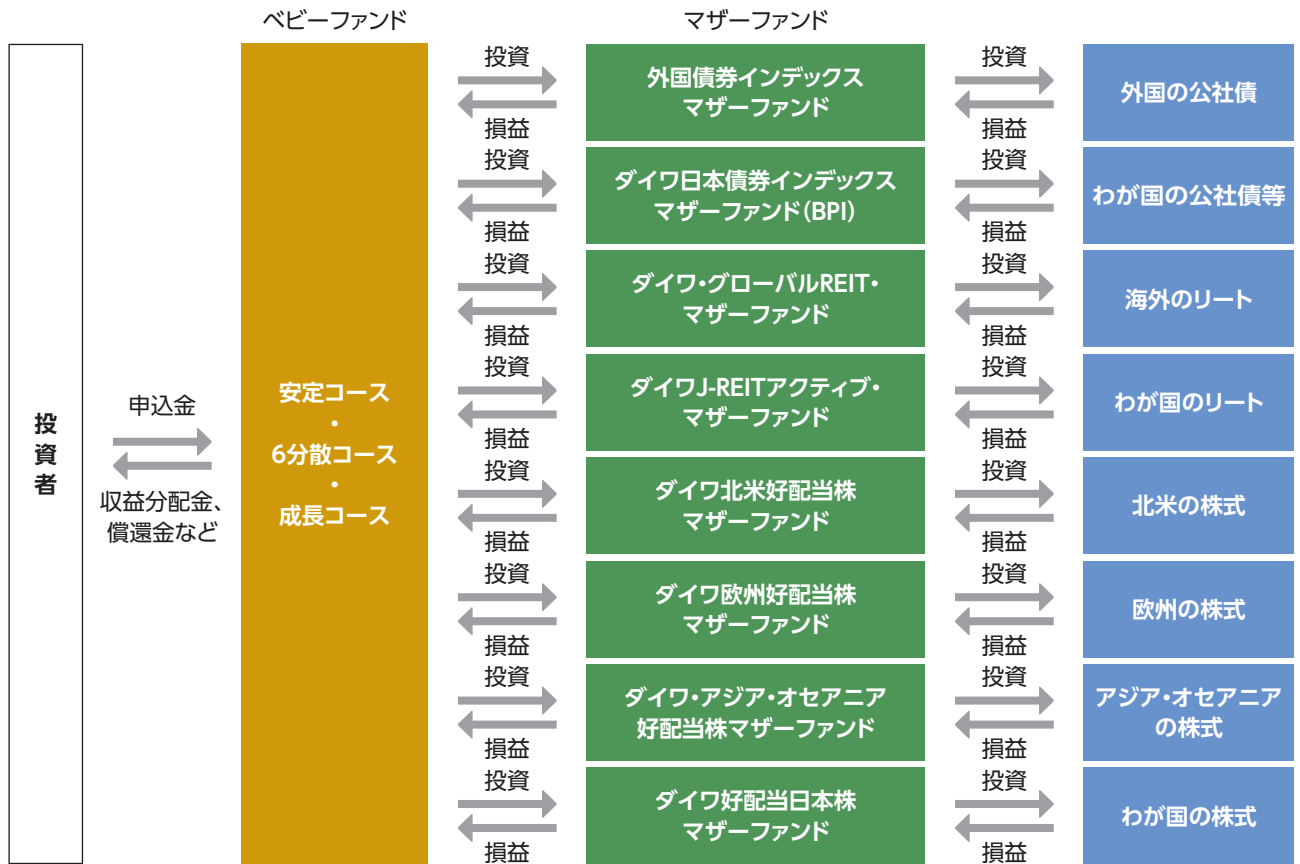 ベビーファンド
マザーファンド
投資者
申込金
収益分配金、
償還金など
安定コース
・
6分散コース
・
成長コース
投資
損益
外国債券インデックス
マザーファンド
投資
損益
外国の公社債
投資
損益
ダイワ日本債券インデックス
マザーファンド（BPI）
投資
損益
わが国の公社債等
投資
損益
ダイワ・グローバルREIT・
マザーファンド
投資
損益
海外のリート
投資
損益
ダイワJ-REITアクティブ・
マザーファンド
投資
損益
わが国のリート
投資
損益
ダイワ北米好配当株
マザーファンド
投資
損益
北米の株式
投資
損益
ダイワ欧州好配当株
マザーファンド
投資
損益
欧州の株式
投資
損益
ダイワ・アジア・オセアニア
好配当株マザーファンド
投資
損益
アジア・オセアニア
の株式
投資
損益
ダイワ好配当日本株
マザーファンド
投資
損益
わが国の株式